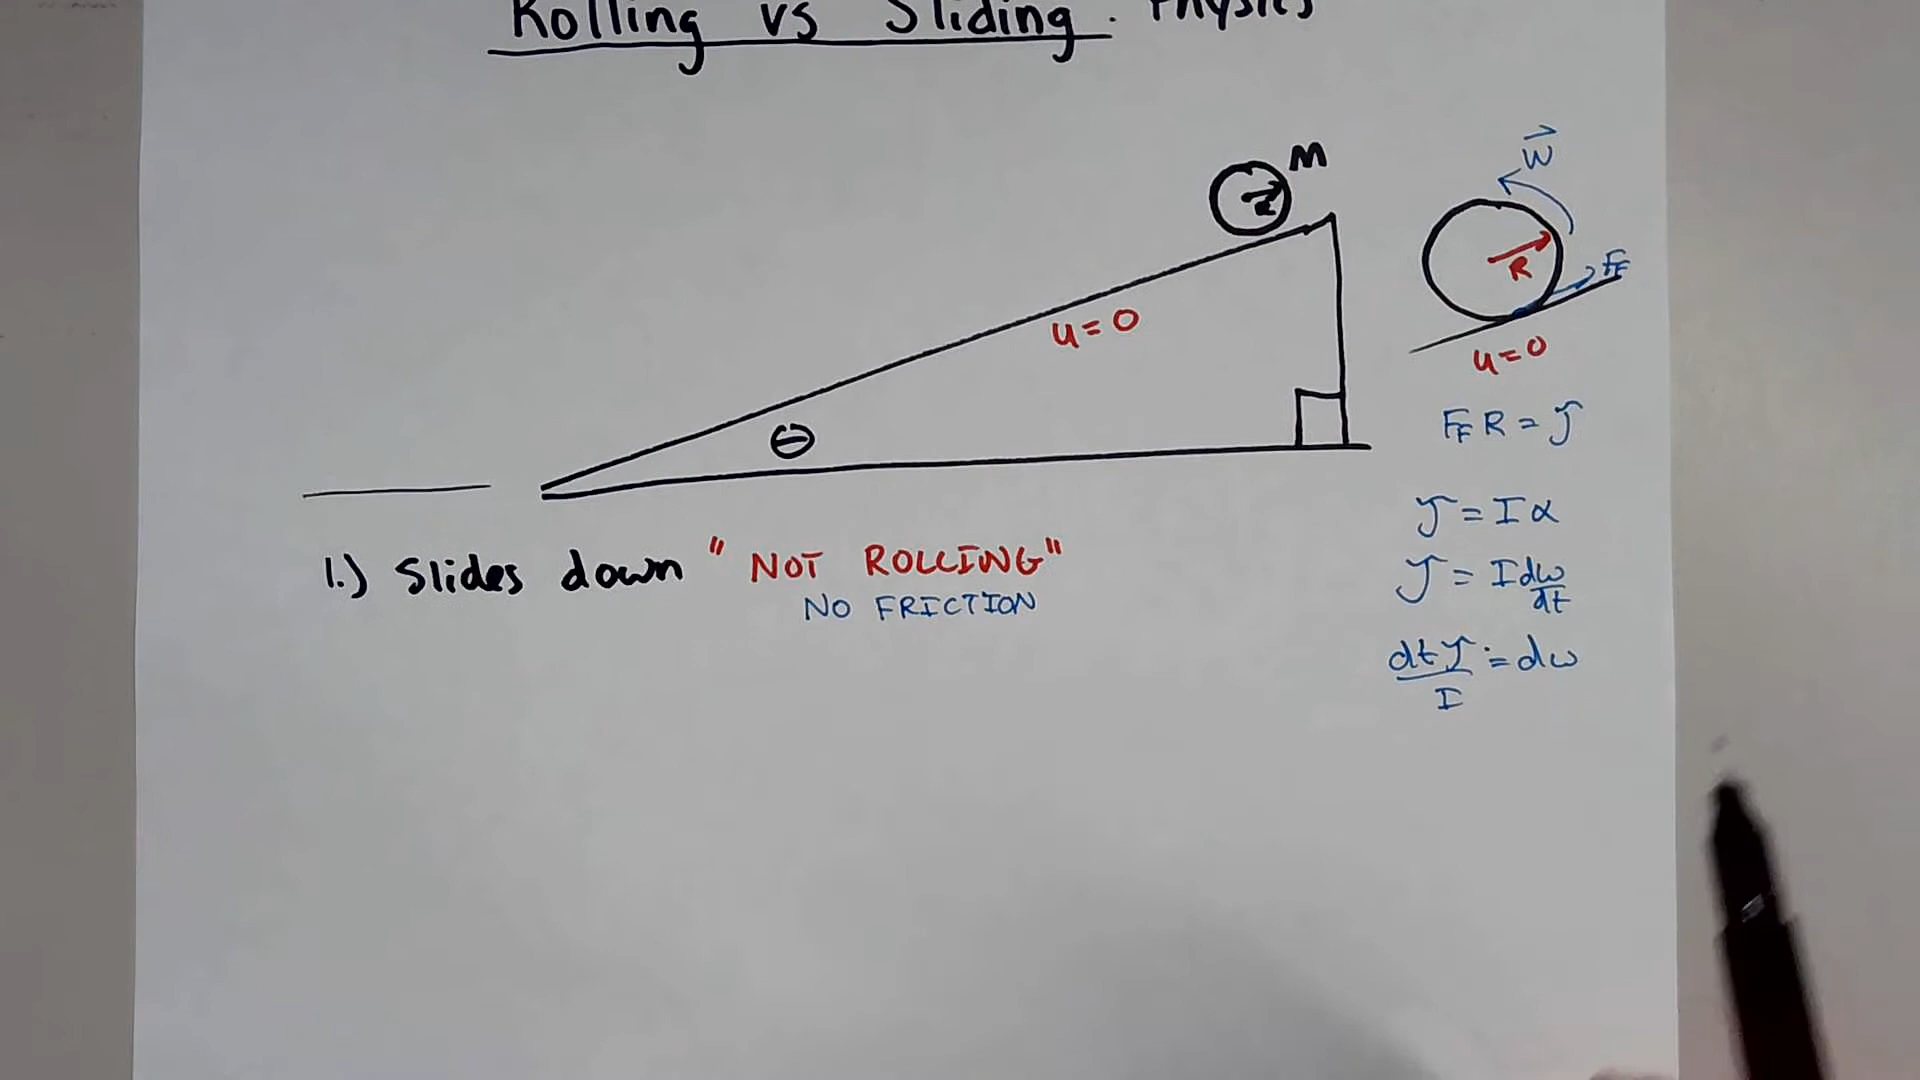 Rolling vs Sliding. Physics
M
R
u=0
θ
w
R
FF
u=0
FF R = τ
τ = Iα
τ = I dω/dt
dt τ / I = dω
1.) Slides down "NOT ROLLING"
NO FRICTION